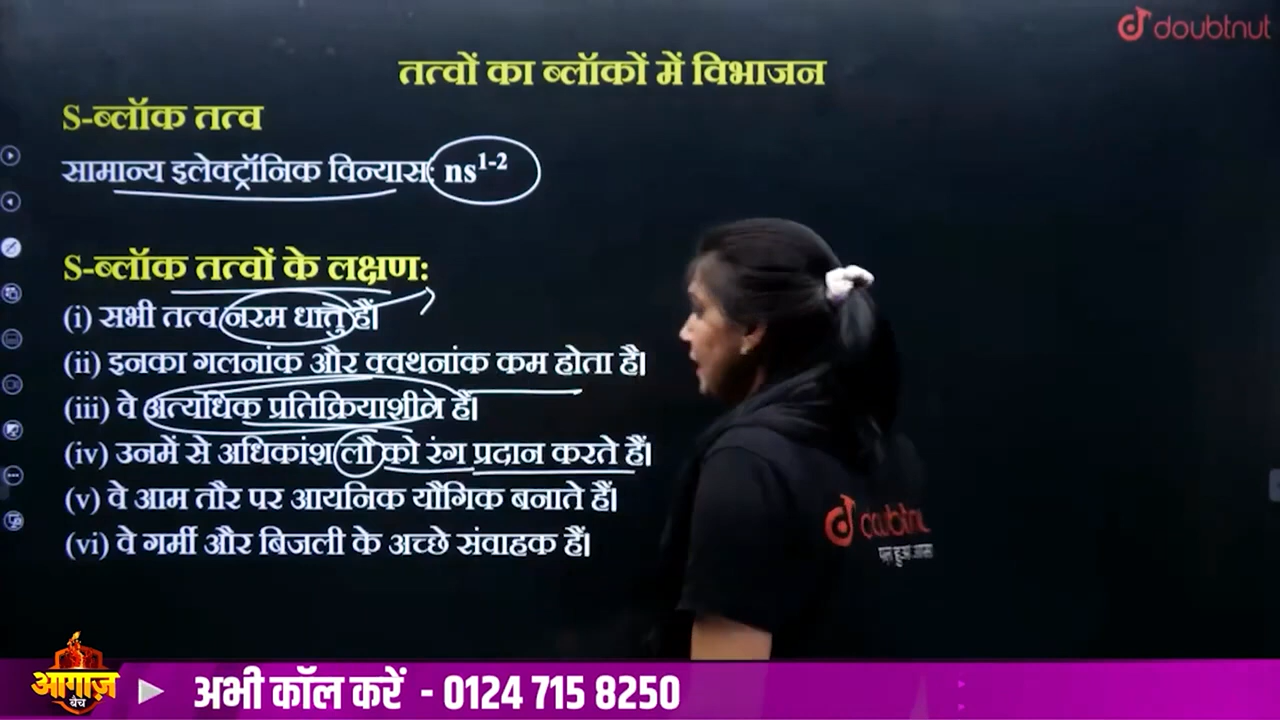 doubtnut
तत्वों का ब्लॉकों में विभाजन
S-ब्लॉक तत्व
सामान्य इलेक्ट्रॉनिक विन्यास: ns¹⁻²
S-ब्लॉक तत्वों के लक्षण:
(i) सभी तत्व नरम धातु हैं।
(ii) इनका गलनांक और क्वथनांक कम होता है।
(iii) वे अत्यधिक प्रतिक्रियाशील हैं।
(iv) उनमें से अधिकांश लौ को रंग प्रदान करते हैं।
(v) वे आम तौर पर आयनिक यौगिक बनाते हैं।
(vi) वे गर्मी और बिजली के अच्छे संवाहक हैं।
doubtnu
आगाज़
बैच
अभी कॉल करें - 0124 715 8250